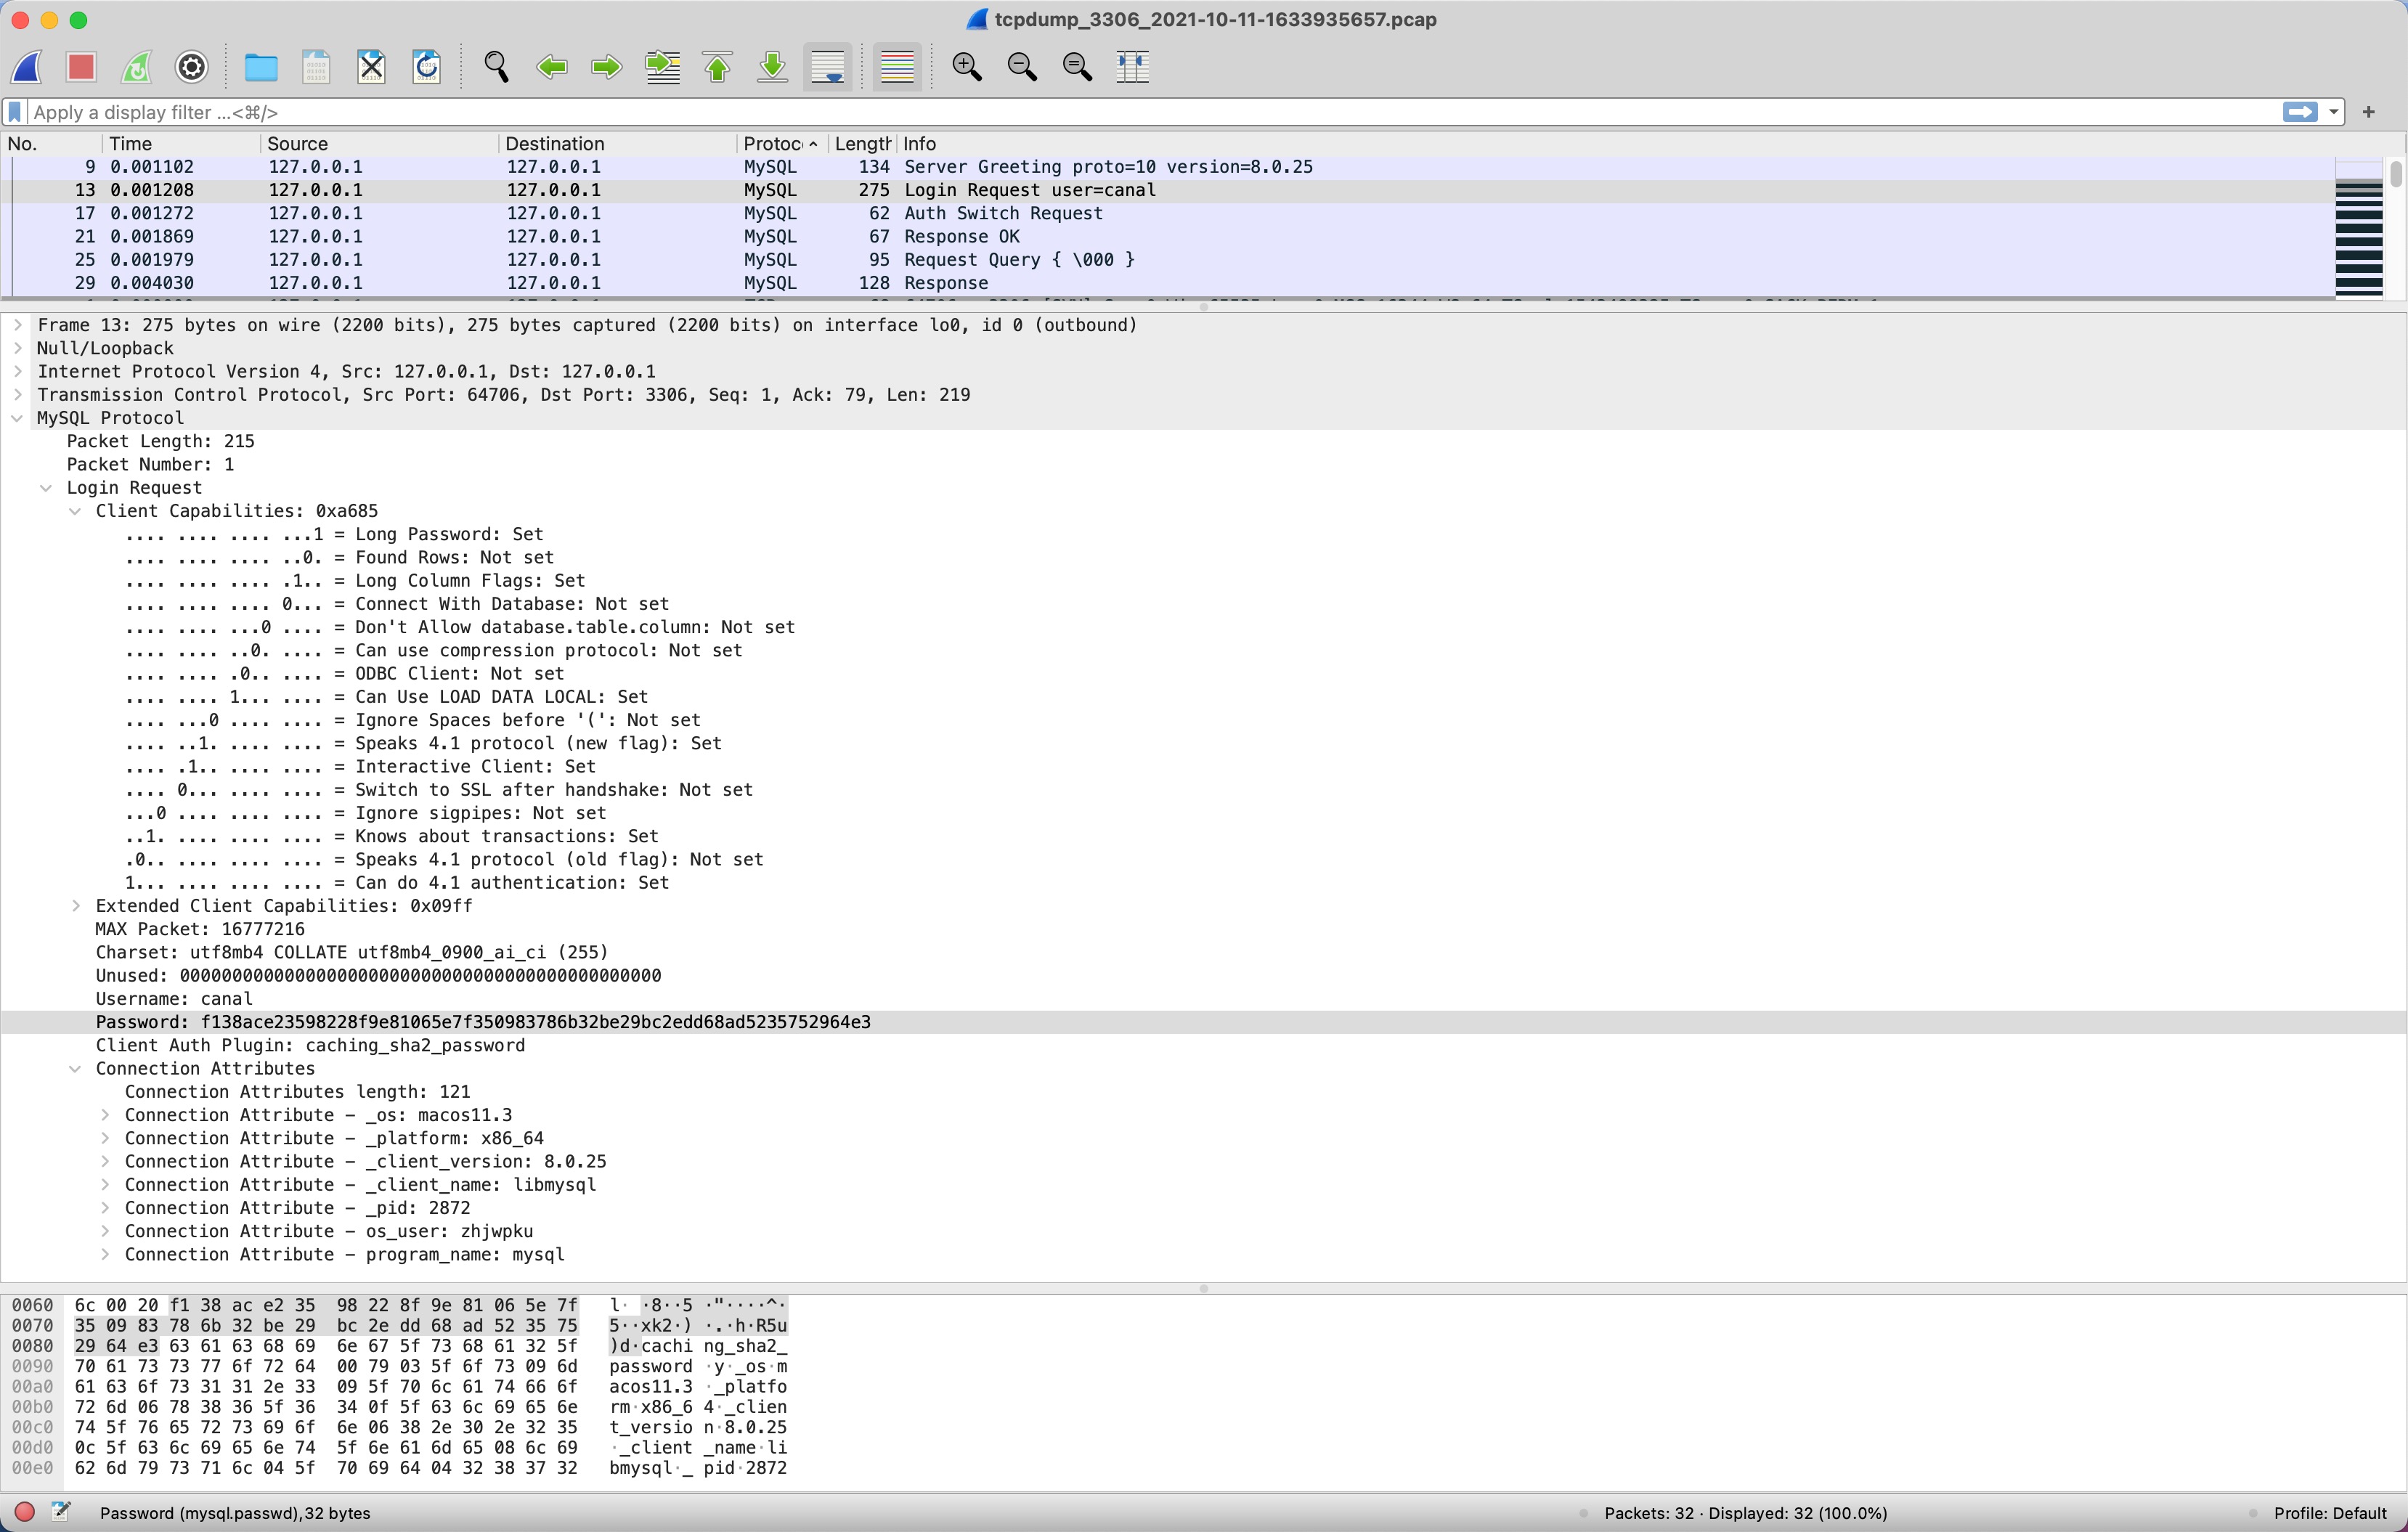 tcpdump_3306_2021-10-11-1633935657.pcap
Apply a display filter ...<⌘/>
No. Time Source Destination Protoc Length Info
9 0.001102 127.0.0.1 127.0.0.1 MySQL 134 Server Greeting proto=10 version=8.0.25
13 0.001208 127.0.0.1 127.0.0.1 MySQL 275 Login Request user=canal
17 0.001272 127.0.0.1 127.0.0.1 MySQL 62 Auth Switch Request
21 0.001869 127.0.0.1 127.0.0.1 MySQL 67 Response OK
25 0.001979 127.0.0.1 127.0.0.1 MySQL 95 Request Query { \000 }
29 0.004030 127.0.0.1 127.0.0.1 MySQL 128 Response
Frame 13: 275 bytes on wire (2200 bits), 275 bytes captured (2200 bits) on interface lo0, id 0 (outbound)
Null/Loopback
Internet Protocol Version 4, Src: 127.0.0.1, Dst: 127.0.0.1
Transmission Control Protocol, Src Port: 64706, Dst Port: 3306, Seq: 1, Ack: 79, Len: 219
MySQL Protocol
Packet Length: 215
Packet Number: 1
Login Request
Client Capabilities: 0xa685
.... .... .... ...1 = Long Password: Set
.... .... .... ..0. = Found Rows: Not set
.... .... .... .1.. = Long Column Flags: Set
.... .... .... 0... = Connect With Database: Not set
.... .... ...0 .... = Don't Allow database.table.column: Not set
.... .... ..0. .... = Can use compression protocol: Not set
.... .... .0.. .... = ODBC Client: Not set
.... .... 1... .... = Can Use LOAD DATA LOCAL: Set
.... ...0 .... .... = Ignore Spaces before '(': Not set
.... ..1. .... .... = Speaks 4.1 protocol (new flag): Set
.... .1.. .... .... = Interactive Client: Set
.... 0... .... .... = Switch to SSL after handshake: Not set
...0 .... .... .... = Ignore sigpipes: Not set
..1. .... .... .... = Knows about transactions: Set
.0.. .... .... .... = Speaks 4.1 protocol (old flag): Not set
1... .... .... .... = Can do 4.1 authentication: Set
Extended Client Capabilities: 0x09ff
MAX Packet: 16777216
Charset: utf8mb4 COLLATE utf8mb4_0900_ai_ci (255)
Unused: 0000000000000000000000000000000000000000000000
Username: canal
Password: f138ace23598228f9e81065e7f350983786b32be29bc2edd68ad5235752964e3
Client Auth Plugin: caching_sha2_password
Connection Attributes
Connection Attributes length: 121
Connection Attribute – _os: macos11.3
Connection Attribute – _platform: x86_64
Connection Attribute – _client_version: 8.0.25
Connection Attribute – _client_name: libmysql
Connection Attribute – _pid: 2872
Connection Attribute – os_user: zhjwpku
Connection Attribute – program_name: mysql
0060 6c 00 20 f1 38 ac e2 35 98 22 8f 9e 81 06 5e 7f l· ·8··5 ·"····^·
0070 35 09 83 78 6b 32 be 29 bc 2e dd 68 ad 52 35 75 5··xk2·) ·.·h·R5u
0080 29 64 e3 63 61 63 68 69 6e 67 5f 73 68 61 32 5f )d·cachi ng_sha2_
0090 70 61 73 73 77 6f 72 64 00 79 03 5f 6f 73 09 6d password ·y·_os·m
00a0 61 63 6f 73 31 31 2e 33 09 5f 70 6c 61 74 66 6f acos11.3 ·_platfo
00b0 72 6d 06 78 38 36 5f 36 34 0f 5f 63 6c 69 65 6e rm·x86_6 4·_clien
00c0 74 5f 76 65 72 73 69 6f 6e 06 38 2e 30 2e 32 35 t_versio n·8.0.25
00d0 0c 5f 63 6c 69 65 6e 74 5f 6e 61 6d 65 08 6c 69 ·_client _name·li
00e0 62 6d 79 73 71 6c 04 5f 70 69 64 04 32 38 37 32 bmysql·_ pid·2872
Password (mysql.passwd), 32 bytes
Packets: 32 · Displayed: 32 (100.0%)
Profile: Default